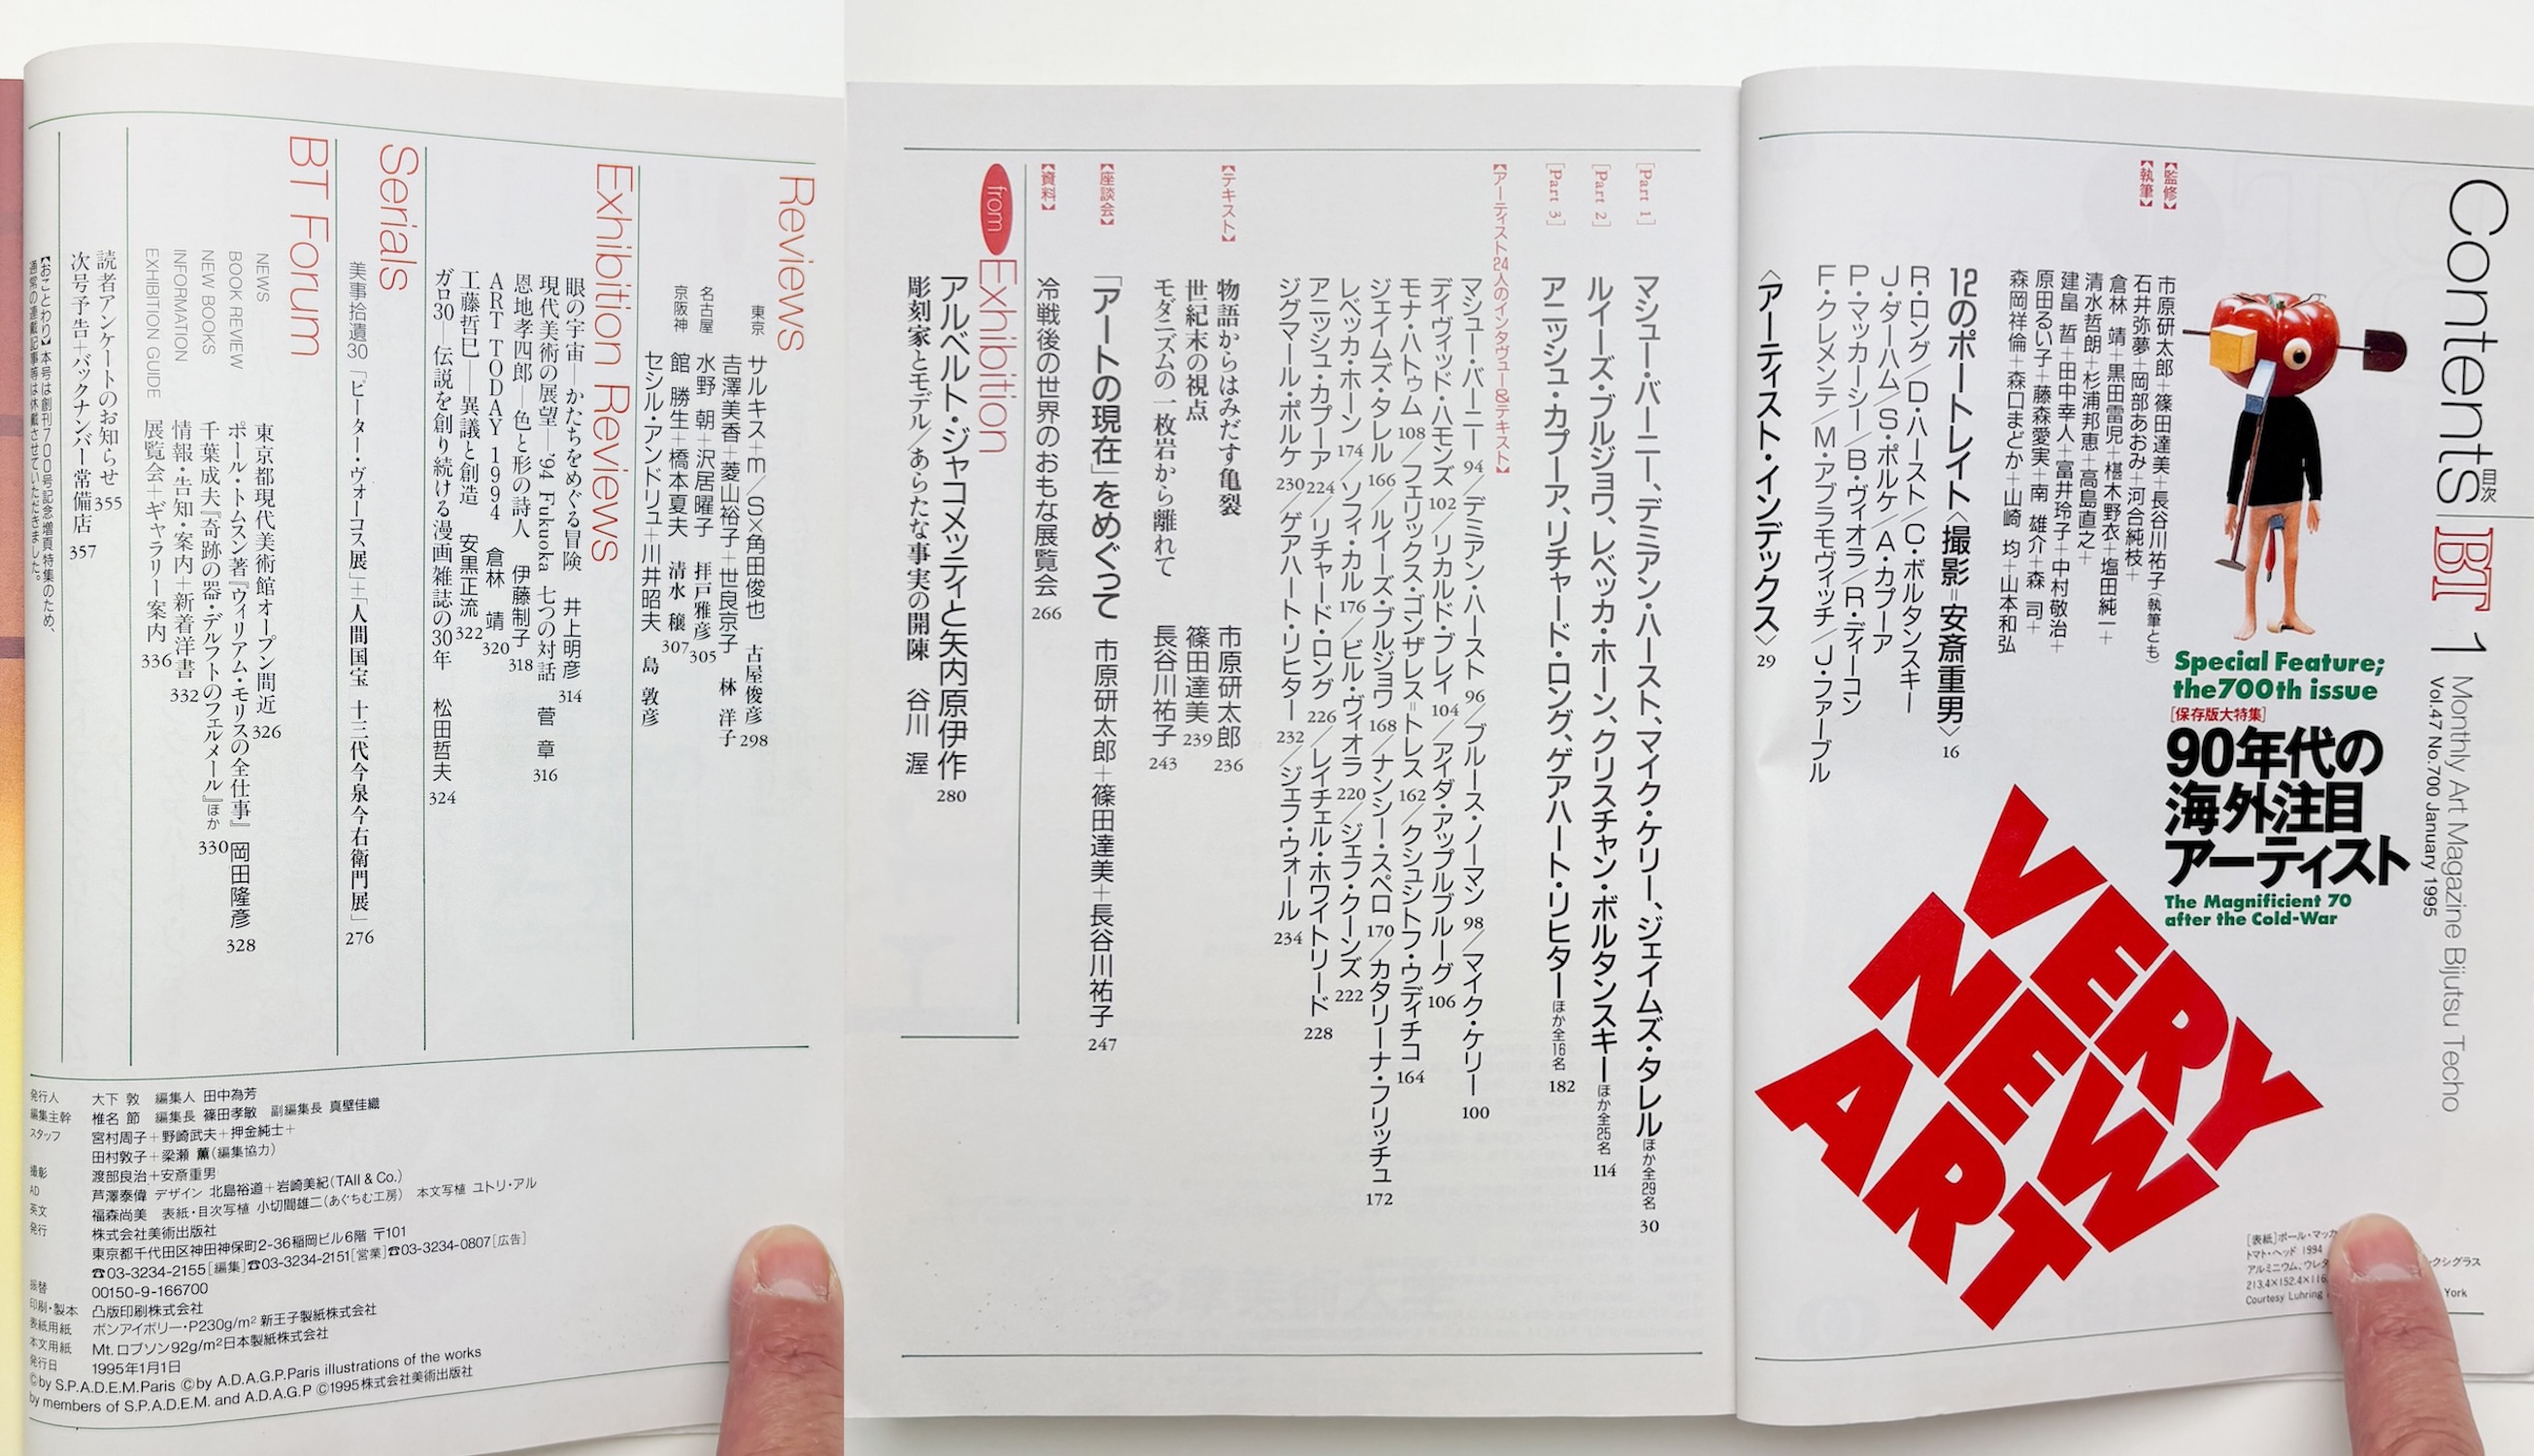 Contents 目次 BT 1
Monthly Art Magazine Bijutsu Techo
Vol.47 No.700 January 1995
Special Feature;
the700th issue
[保存版大特集]
90年代の
海外注目
アーティスト
The Magnificient 70
after the Cold-War
VERY
NEW
ART
【監修】
【執筆】
市原研太郎+篠田達美+長谷川祐子(執筆とも)
石井弥夢+岡部あおみ+河合純枝+
倉林 靖+黒田雷児+椹木野衣+塩田純一+
清水哲朗+杉浦邦恵+高島直之+
建畠 晢+田中幸人+富井玲子+中村敬治+
原田るい子+藤森愛実+南 雄介+森 司+
森岡祥倫+森口まどか+山崎 均+山本和弘
12のポートレイト〈撮影=安斎重男〉 16
R・ロング/D・ハースト/C・ボルタンスキー
J・ダーハム/S・ポルケ/A・カプーア
P・マッカーシー/B・ヴィオラ/R・ディーコン
F・クレメンテ/M・アブラモヴィッチ/J・ファーブル
〈アーティスト・インデックス〉 29
[表紙]ポール・マッカ
トマト・ヘッド 1994
アルミニウム、ウレタ
クシグラス
213.4×152.4×116.
Courtesy Luhring
York
[Part 1] マシュー・バーニー、デミアン・ハースト、マイク・ケリー、ジェイムズ・タレルほか全29名 30
[Part 2] ルイーズ・ブルジョワ、レベッカ・ホーン、クリスチャン・ボルタンスキーほか全25名 114
[Part 3] アニッシュ・カプーア、リチャード・ロング、ゲアハート・リヒターほか全16名 182
【アーティスト24人のインタヴュー&テキスト】
マシュー・バーニー 94/デミアン・ハースト 96/ブルース・ノーマン 98/マイク・ケリー 100
デイヴィッド・ハモンズ 102/リカルド・ブレイ 104/アイダ・アップルブルーグ 106
モナ・ハトゥム 108/フェリックス・ゴンザレス=トレス 162/クシュシトフ・ウディチコ 164
ジェイムズ・タレル 166/ルイーズ・ブルジョワ 168/ナンシー・スペロ 170/カタリーナ・フリッチュ 172
レベッカ・ホーン 174/ソフィ・カル 176/ビル・ヴィオラ 220/ジェフ・クーンズ 222
アニッシュ・カプーア 224/リチャード・ロング 226/レイチェル・ホワイトリード 228
ジグマール・ポルケ 230/ゲアハート・リヒター 232/ジェフ・ウォール 234
【テキスト】 物語からはみだす亀裂 市原研太郎 236
世紀末の視点 篠田達美 239
モダニズムの一枚岩から離れて 長谷川祐子 243
【座談会】 「アートの現在」をめぐって 市原研太郎+篠田達美+長谷川祐子 247
【資料】 冷戦後の世界のおもな展覧会 266
from Exhibition
アルベルト・ジャコメッティと矢内原伊作 280
彫刻家とモデル/あらたな事実の開陳 谷川 渥
Reviews
東京 サルキス+m/S×角田俊也 古屋俊彦 298
吉澤美香+菱山裕子+世良京子 林 洋子
名古屋 水野 朝+沢居曜子 拝戸雅彦 305
京阪神 館 勝生+橋本夏夫 清水 穣 307
セシル・アンドリュ+川井昭夫 島 敦彦
Exhibition Reviews
眼の宇宙―かたちをめぐる冒険 井上明彦 314
現代美術の展望―'94 Fukuoka 七つの対話 菅 章 316
恩地孝四郎―色と形の詩人 伊藤制子 318
ART TODAY 1994 倉林 靖 320
工藤哲巳―異議と創造 安黒正流 322
ガロ30―伝説を創り続ける漫画雑誌の30年 松田哲夫 324
Serials
美事拾遺30 「ピーター・ヴォーコス展」+「人間国宝 十三代今泉今右衛門展」 276
BT Forum
NEWS 東京都現代美術館オープン間近 326
BOOK REVIEW ポール・トムスン著『ウィリアム・モリスの全仕事』 岡田隆彦 328
NEW BOOKS 千葉成夫『奇跡の器・デルフトのフェルメール』ほか 330
INFORMATION 情報・告知・案内+新着洋書 332
EXHIBITION GUIDE 展覧会+ギャラリー案内 336
読者アンケートのお知らせ 355
次号予告+バックナンバー常備店 357
【おことわり】本号は創刊700号記念増頁特集のため、
通常の連載記事等は休載させていただきました。
発行人 大下 敦 編集人 田中為芳
編集主幹 椎名 節 編集長 篠田孝敏 副編集長 真壁佳織
スタッフ 宮村周子+野崎武夫+押金純士+
田村敦子+梁瀬 薫(編集協力)
撮影 渡部良治+安斎重男
AD 芦澤泰偉 デザイン 北島裕道+岩崎美紀(TAII & Co.)
英文 福森尚美 表紙・目次写植 小切間雄二(あぐちむ工房) 本文写植 ユトリ・アル
発行 株式会社美術出版社
東京都千代田区神田神保町2-36稲岡ビル6階 〒101
☎03-3234-2155[編集]☎03-3234-2151[営業]☎03-3234-0807[広告]
振替 00150-9-166700
印刷・製本 凸版印刷株式会社
表紙用紙 ボンアイボリー・P230g/m² 新王子製紙株式会社
本文用紙 Mt.ロブソン92g/m²日本製紙株式会社
発行日 1995年1月1日
©by S.P.A.D.E.M.Paris ©by A.D.A.G.P.Paris illustrations of the works
by members of S.P.A.D.E.M. and A.D.A.G.P ©1995株式会社美術出版社